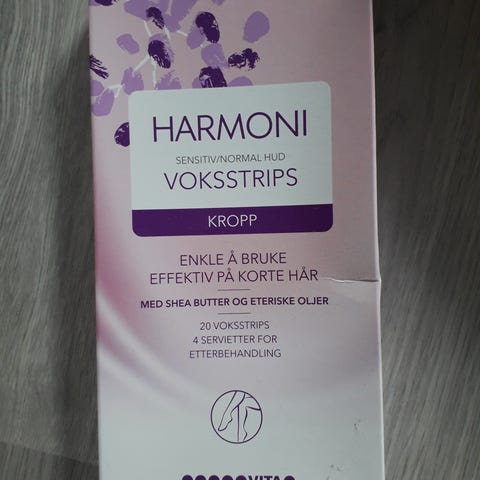 HARMONI
SENSITIV/NORMAL HUD
VOKSSTRIPS
KROPP
ENKLE Å BRUKE
EFFEKTIV PÅ KORTE HÅR
MED SHEA BUTTER OG ETERISKE OLJER
20 VOKSSTRIPS
4 SERVIETTER FOR
ETTERBEHANDLING
VITA